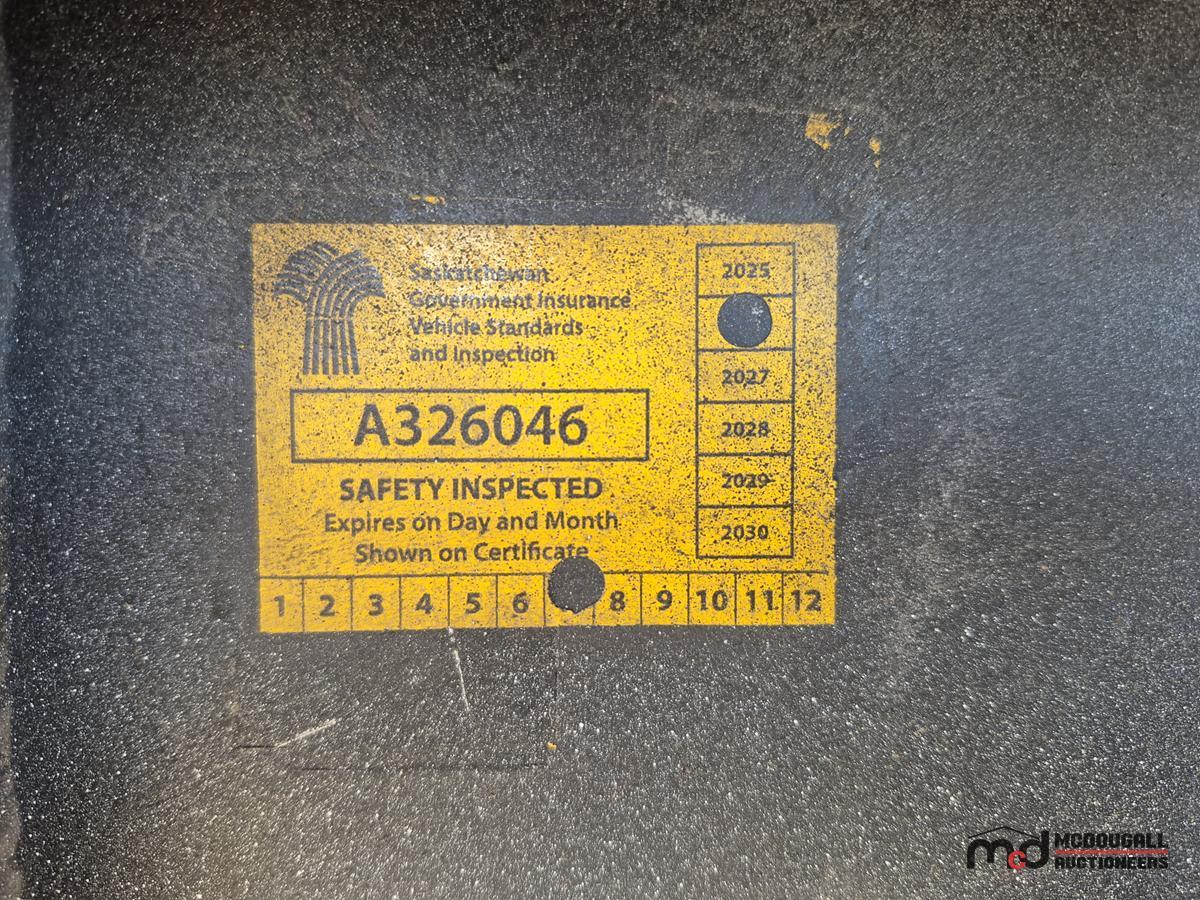 Saskatchewan
Government Insurance
Vehicle Standards
and Inspection
A326046
SAFETY INSPECTED
Expires on Day and Month
Shown on Certificate
2025
2027
2028
2029
2030
1 2 3 4 5 6 8 9 10 11 12
mcd MCDOUGALL
AUCTIONEERS